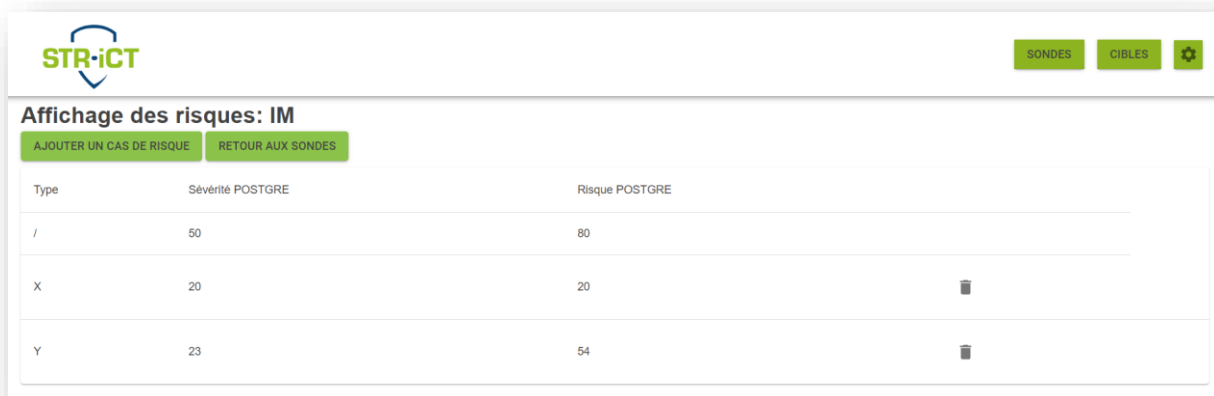 STR·iCT
SONDES CIBLES
Affichage des risques: IM
AJOUTER UN CAS DE RISQUE RETOUR AUX SONDES
Type Sévérité POSTGRE Risque POSTGRE
/ 50 80
X 20 20
Y 23 54